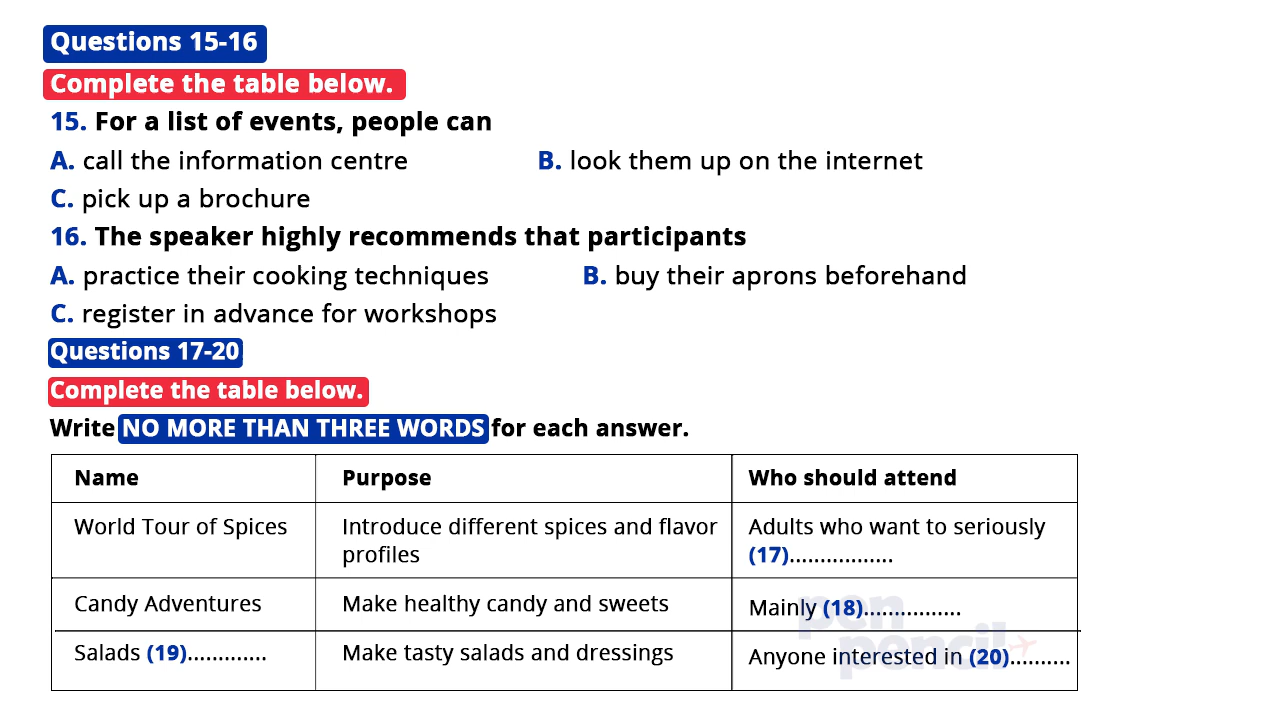 Questions 15-16
Complete the table below.
15. For a list of events, people can
A. call the information centre B. look them up on the internet
C. pick up a brochure
16. The speaker highly recommends that participants
A. practice their cooking techniques B. buy their aprons beforehand
C. register in advance for workshops
Questions 17-20
Complete the table below.
Write NO MORE THAN THREE WORDS for each answer.
Name Purpose Who should attend
World Tour of Spices Introduce different spices and flavor profiles Adults who want to seriously (17).................
Candy Adventures Make healthy candy and sweets Mainly (18)................
Salads (19)............. Make tasty salads and dressings Anyone interested in (20)..........
pen
pencil